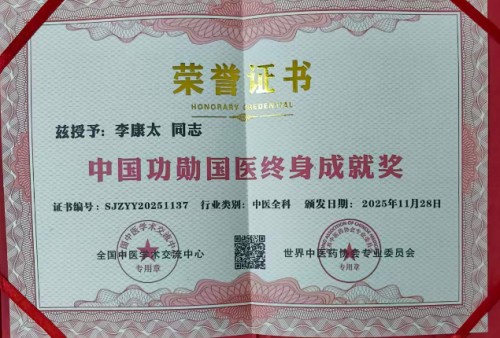 荣誉证书
HONORARY CREDENTIAL
兹授予：李康太 同志
中国功勋国医终身成就奖
证书编号：SJZYY20251137 行业类别：中医全科 颁发日期：2025年11月28日
全国中医学术交流中心 世界中医药协会专业委员会
专用章 专用章